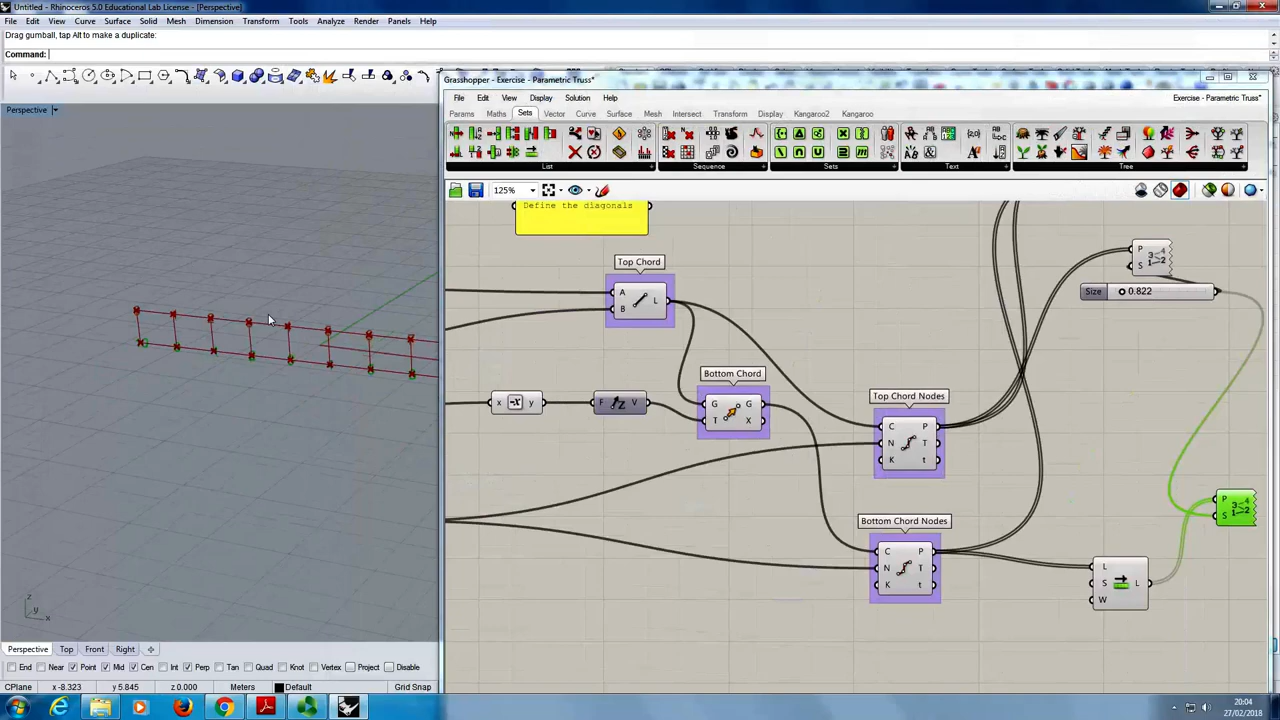 Untitled - Rhinoceros 5.0 Educational Lab License - [Perspective]
File Edit View Curve Surface Solid Mesh Dimension Transform Tools Analyze Render Panels Help
Drag gumball, tap Alt to make a duplicate:
Command:
Perspective
Grasshopper - Exercise - Parametric Truss*
File Edit View Display Solution Help
Exercise - Parametric Truss*
Params Maths Sets Vector Curve Surface Mesh Intersect Transform Display Kangaroo2 Kangaroo
List Sequence Sets Text Tree
125%
Define the diagonals
Top Chord
A B L
P S
Size 0.822
Bottom Chord
x -x y
F Z V
G T G X
Top Chord Nodes
C N K P T t
P S
Bottom Chord Nodes
C N K P T t
L S W L
z y x
Perspective Top Front Right
End Near Point Mid Cen Int Perp Tan Quad Knot Vertex Project Disable
CPlane x -8.323 y 5.845 z 0.000 Meters Default Grid Snap
20:04
27/02/2018